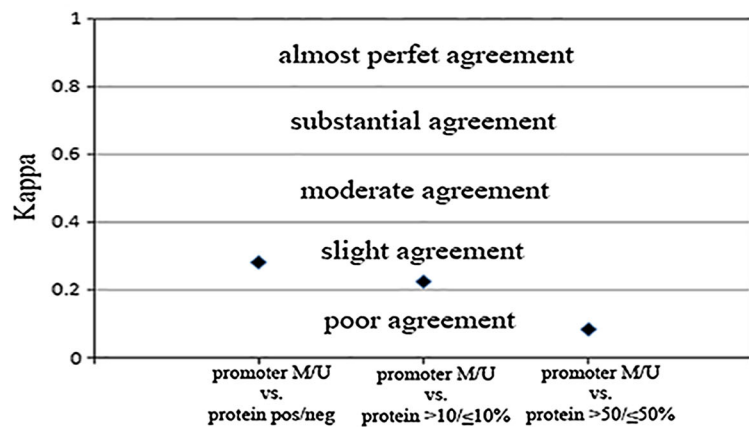 1
almost perfet agreement
0.8
substantial agreement
0.6
moderate agreement
0.4
slight agreement
0.2
poor agreement
0
Kappa
promoter M/U
vs.
protein pos/neg
promoter M/U
vs.
protein >10/≤10%
promoter M/U
vs.
protein >50/≤50%